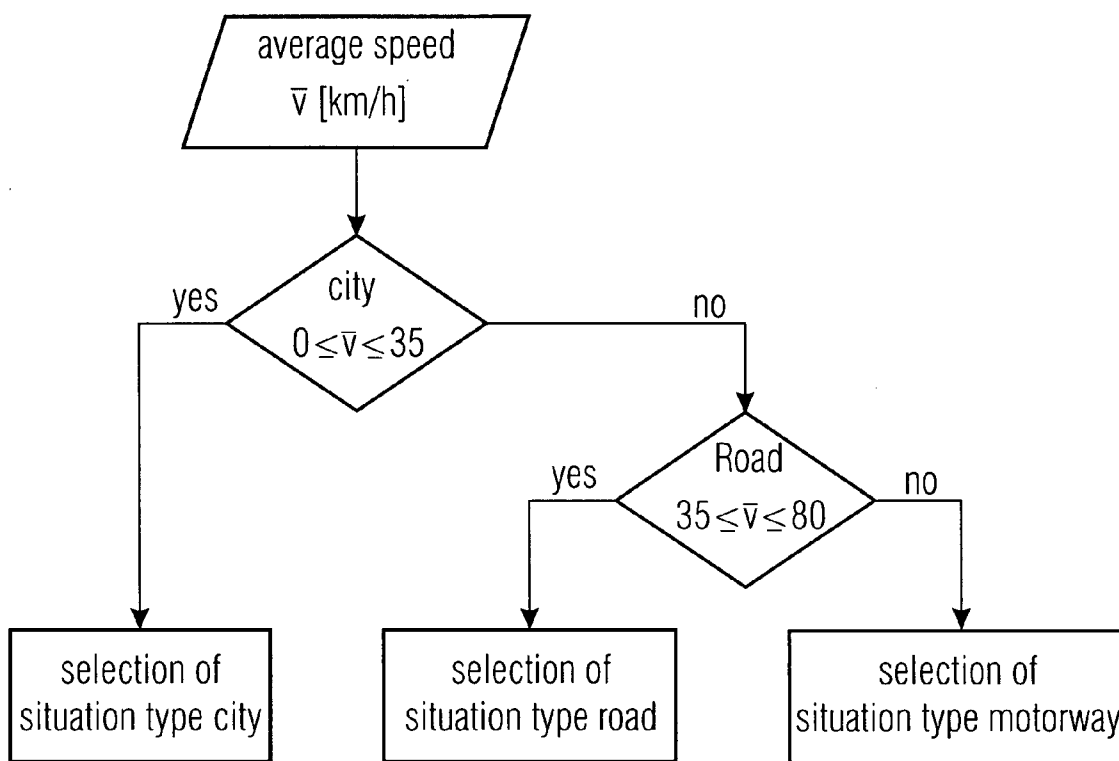 average speed
v̅ [km/h]
city
0≤v̅≤35
yes
no
Road
35≤v̅≤80
yes
no
selection of
situation type city
selection of
situation type road
selection of
situation type motorway